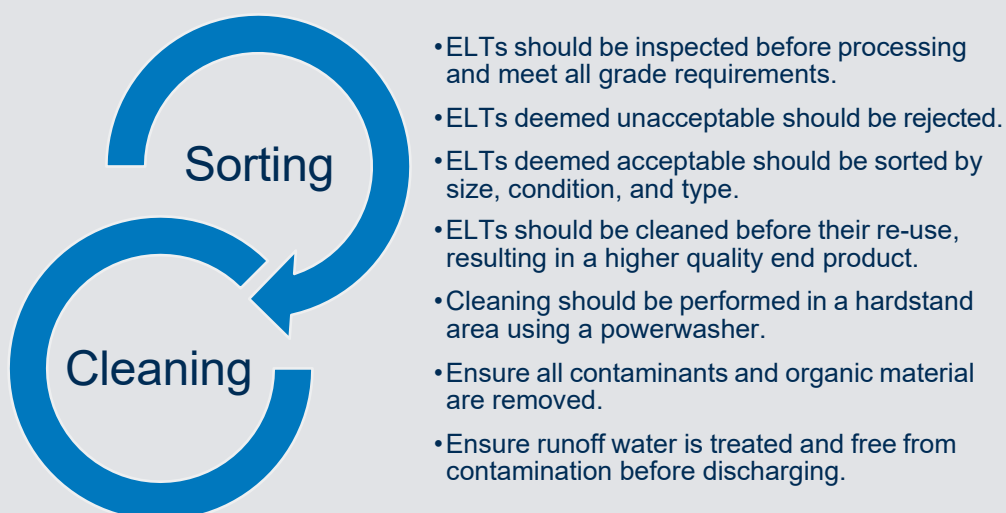 Sorting
Cleaning
•ELTs should be inspected before processing
and meet all grade requirements.
•ELTs deemed unacceptable should be rejected.
•ELTs deemed acceptable should be sorted by
size, condition, and type.
•ELTs should be cleaned before their re-use,
resulting in a higher quality end product.
•Cleaning should be performed in a hardstand
area using a powerwasher.
•Ensure all contaminants and organic material
are removed.
•Ensure runoff water is treated and free from
contamination before discharging.